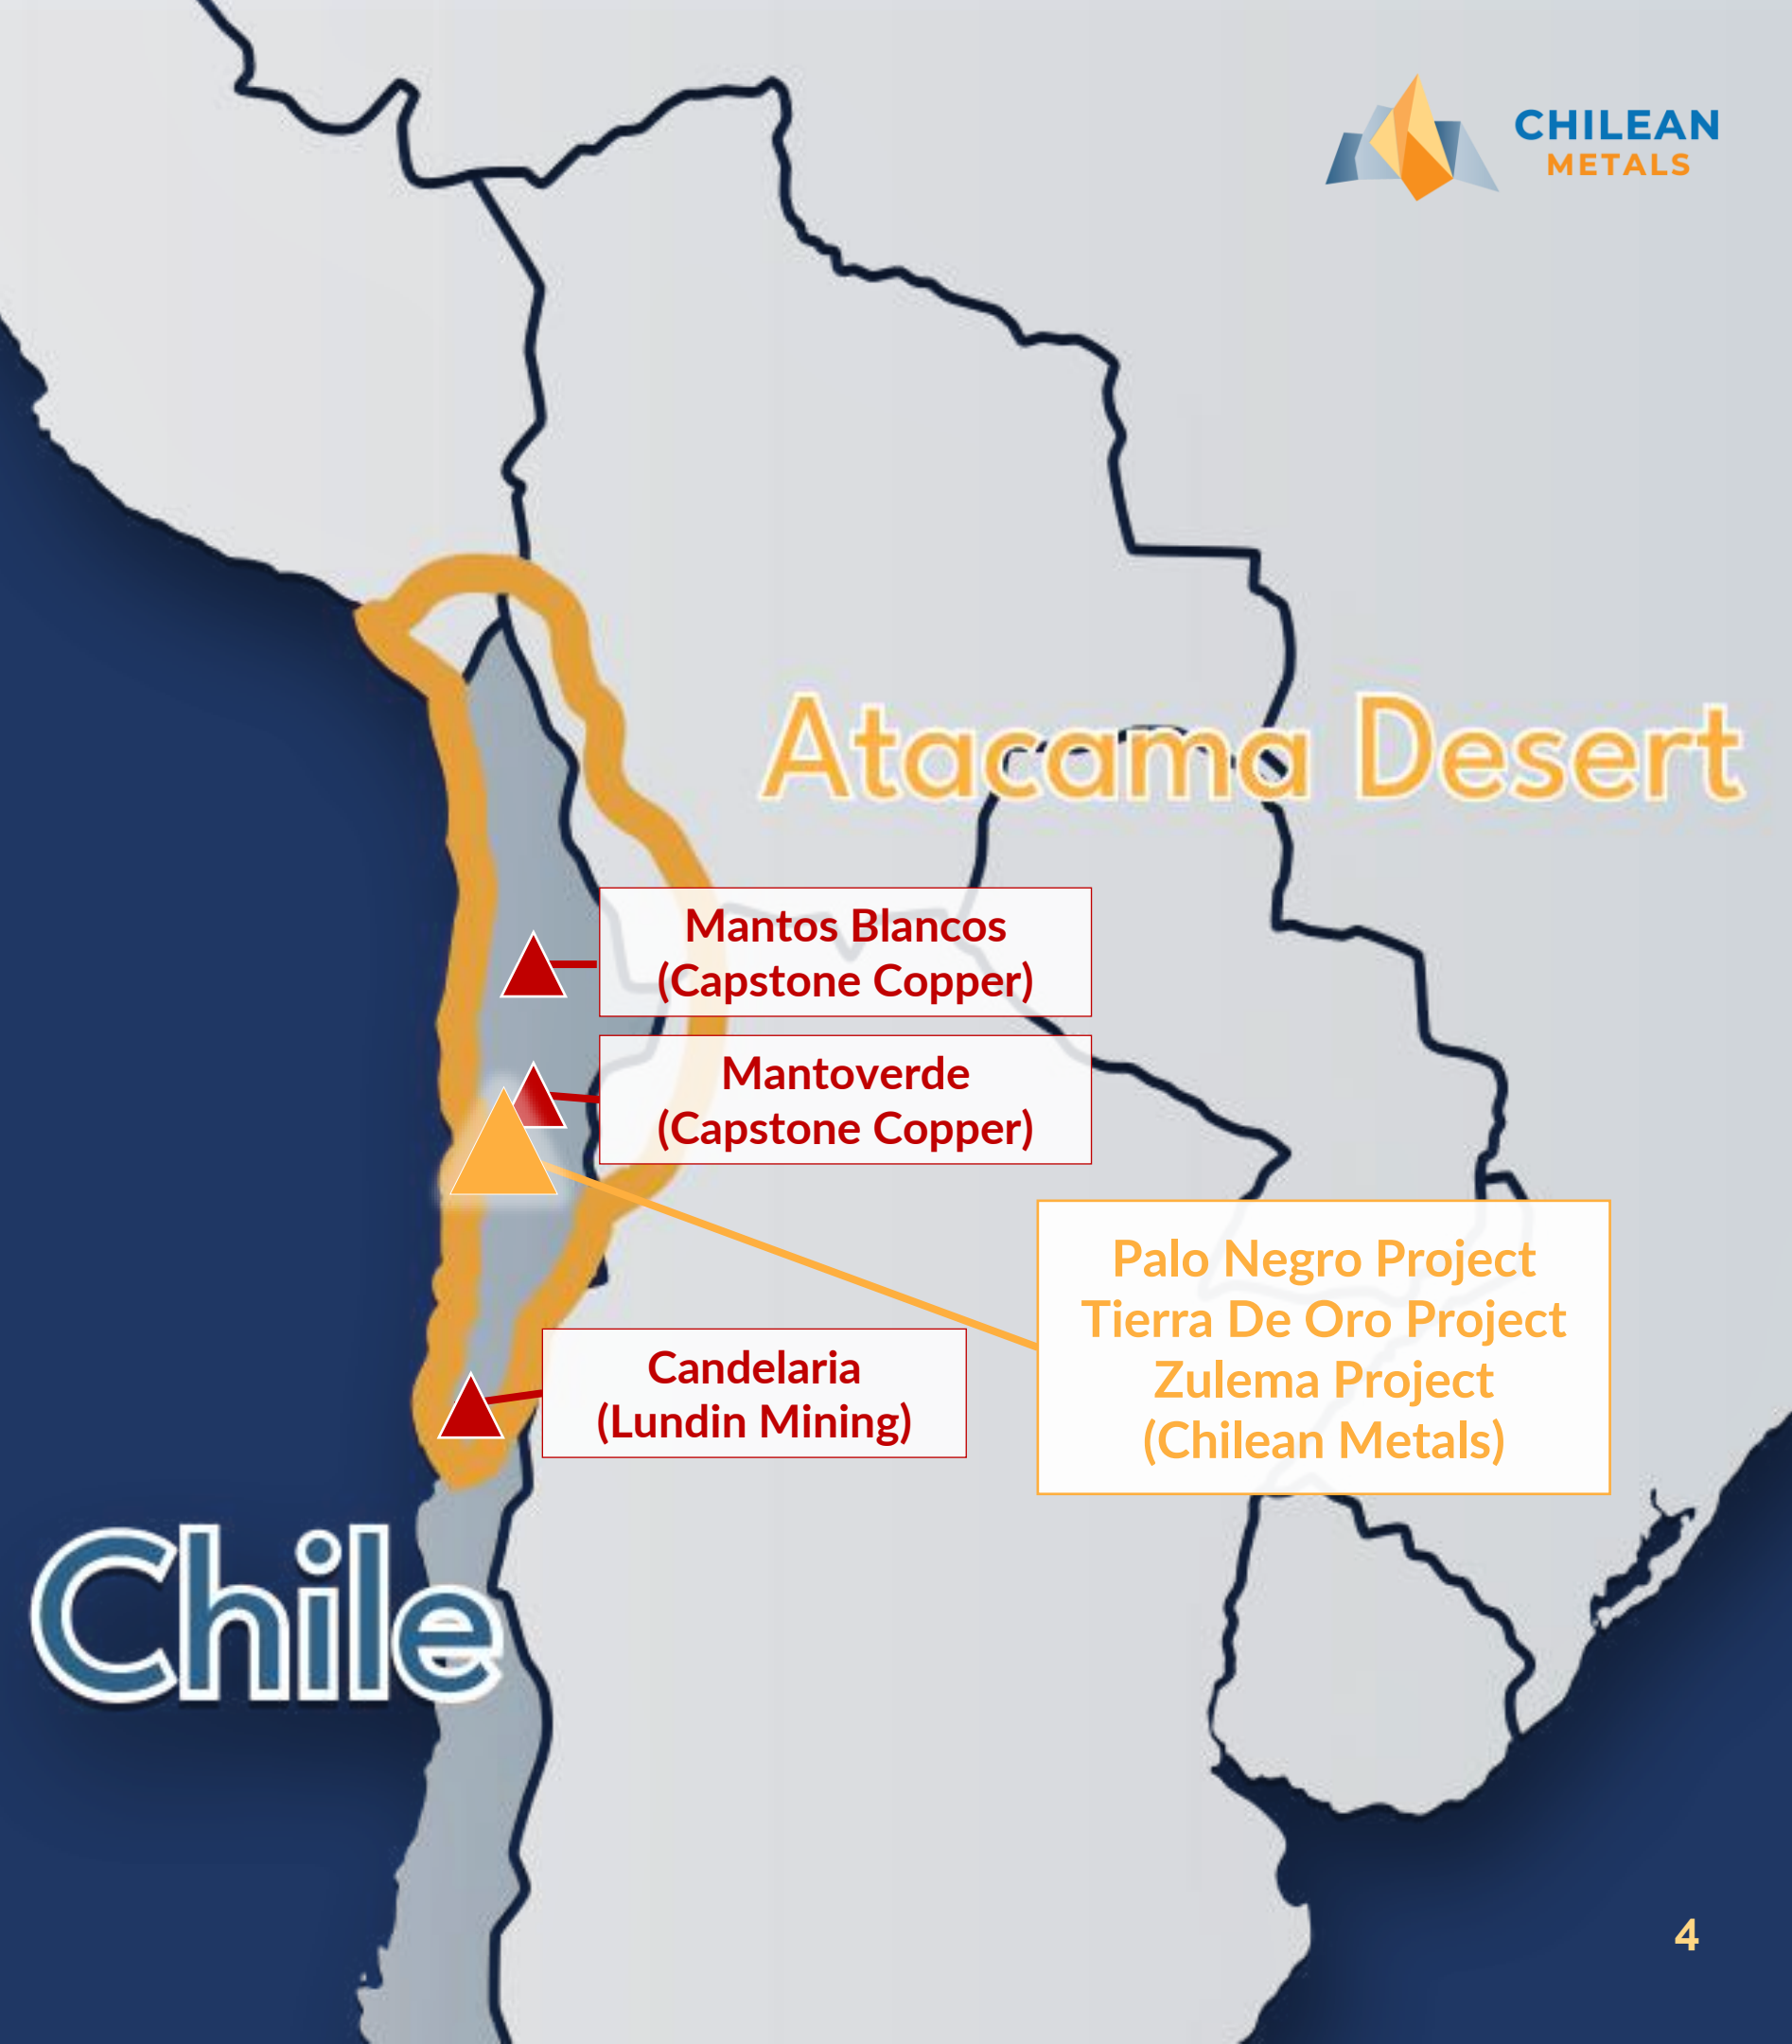 CHILEAN
METALS
Atacama Desert
Mantos Blancos
(Capstone Copper)
Mantoverde
(Capstone Copper)
Palo Negro Project
Tierra De Oro Project
Zulema Project
(Chilean Metals)
Candelaria
(Lundin Mining)
Chile
4